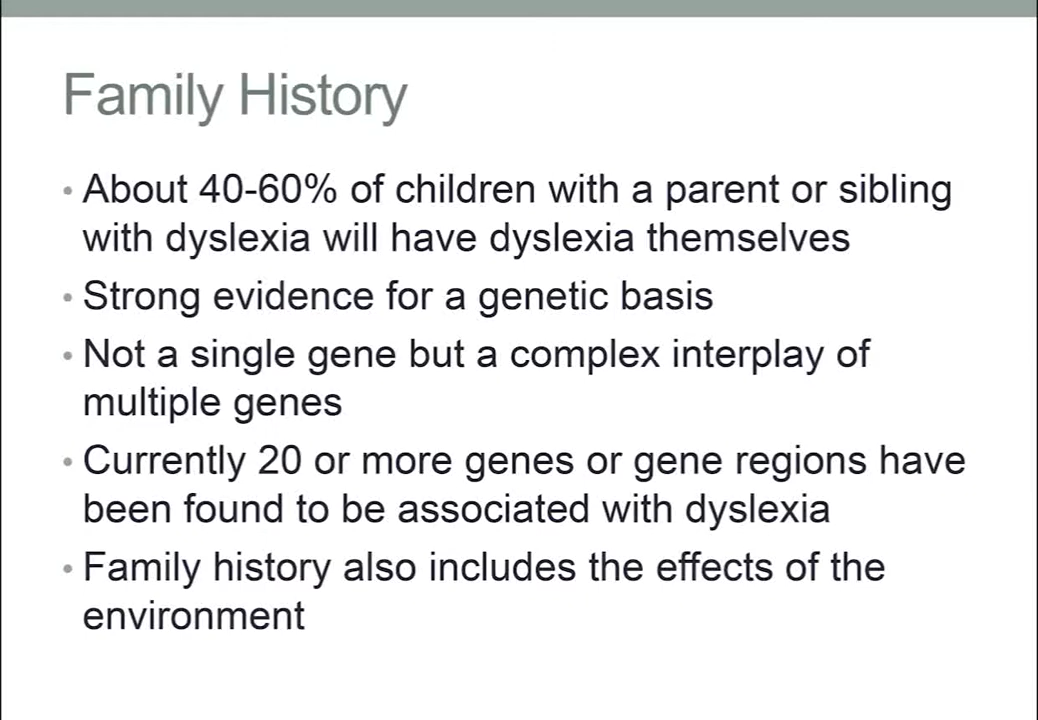 Family History
• About 40-60% of children with a parent or sibling
with dyslexia will have dyslexia themselves
• Strong evidence for a genetic basis
• Not a single gene but a complex interplay of
multiple genes
• Currently 20 or more genes or gene regions have
been found to be associated with dyslexia
• Family history also includes the effects of the
environment